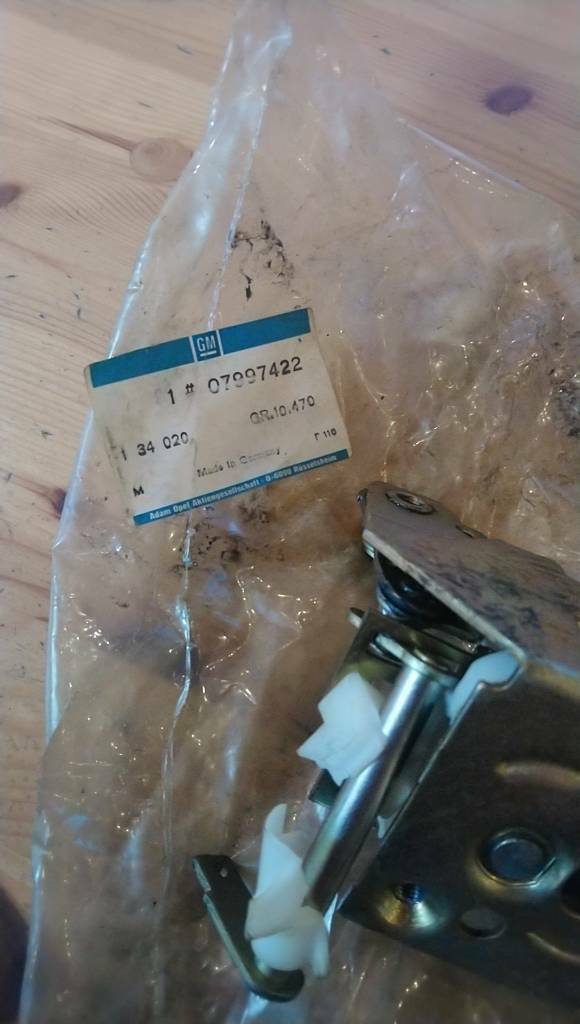 GM
1 # 07997422
GR.10.470
1 34 020
Made in Germany
T 110
M
Adam Opel Aktiengesellschaft · D-6090 Rüsselsheim